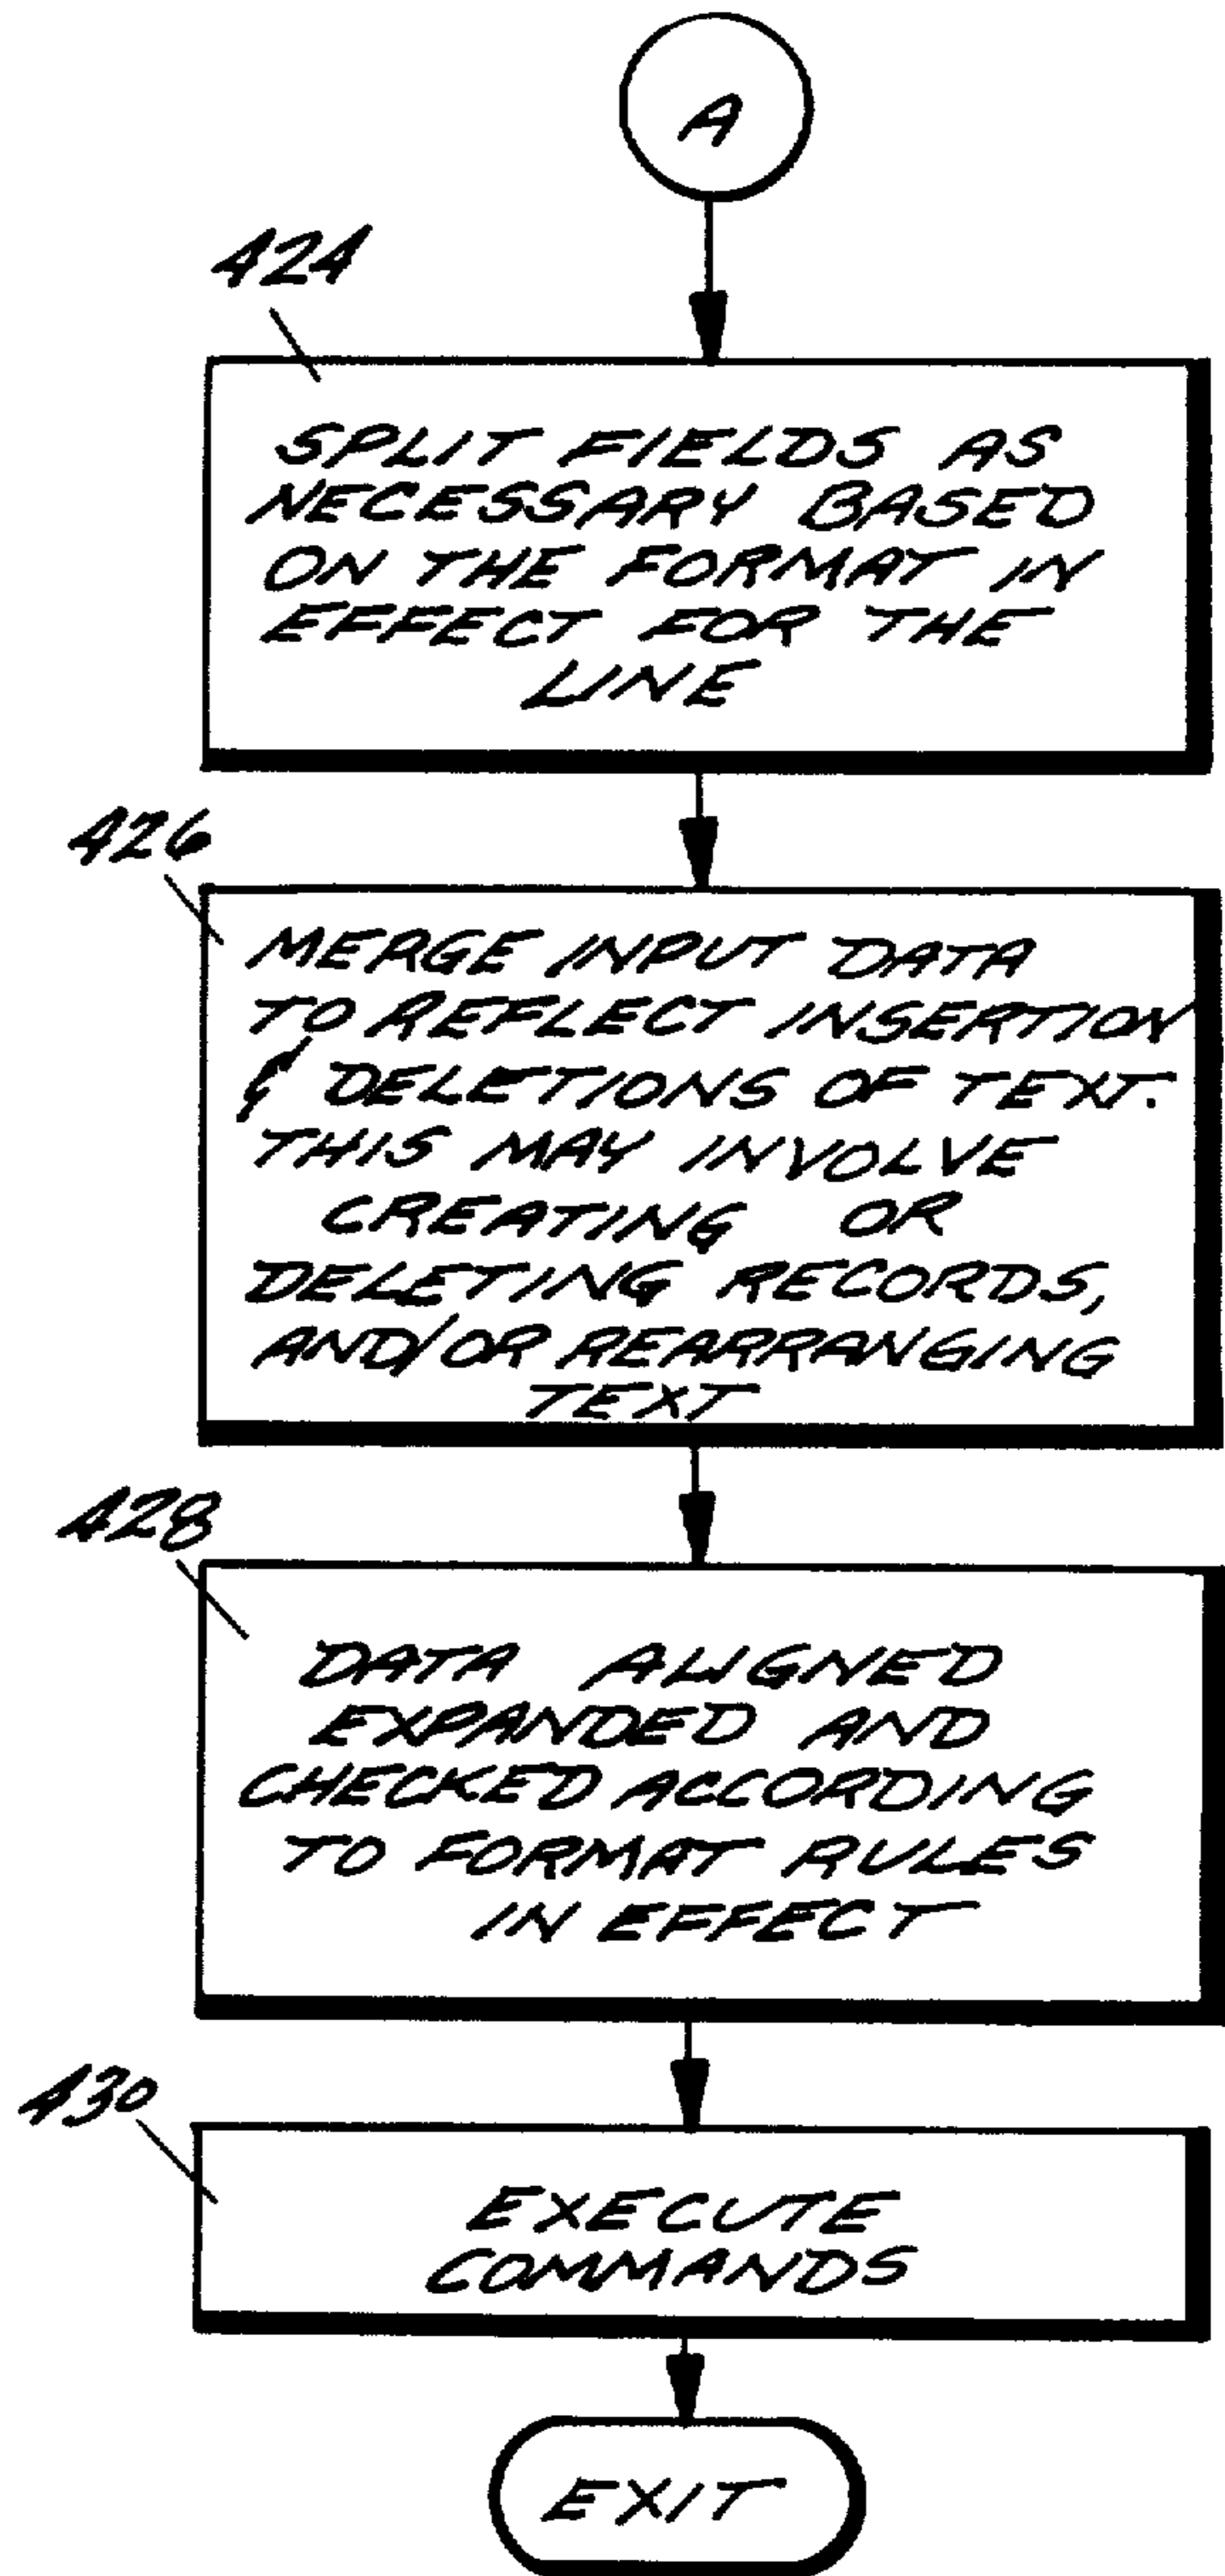 A
424
SPLIT FIELDS AS
NECESSARY BASED
ON THE FORMAT IN
EFFECT FOR THE
LINE
426
MERGE INPUT DATA
TO REFLECT INSERTION
& DELETIONS OF TEXT.
THIS MAY INVOLVE
CREATING OR
DELETING RECORDS,
AND/OR REARRANGING
TEXT
428
DATA ALIGNED
EXPANDED AND
CHECKED ACCORDING
TO FORMAT RULES
IN EFFECT
430
EXECUTE
COMMANDS
EXIT